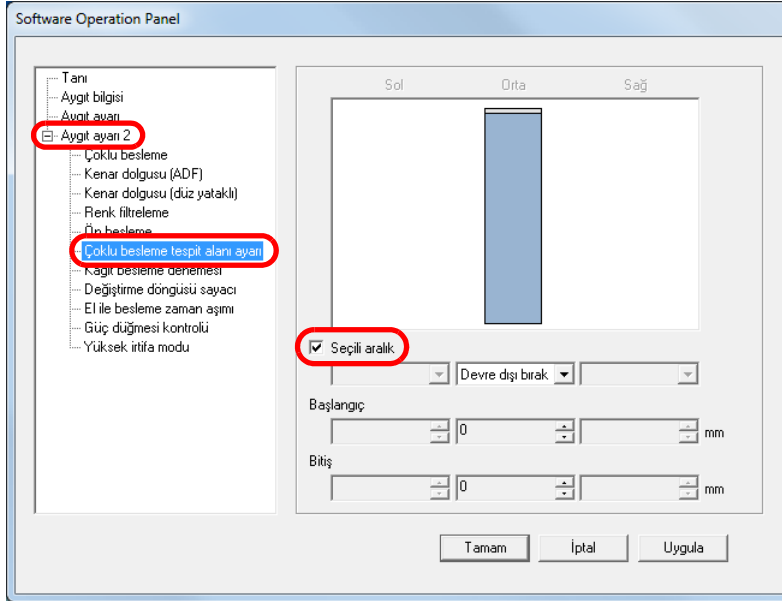 Software Operation Panel
Tanı
Aygıt bilgisi
Aygıt ayarı
Aygıt ayarı 2
Çoklu besleme
Kenar dolgusu (ADF)
Kenar dolgusu (düz yataklı)
Renk filtreleme
Ön besleme
Çoklu besleme tespit alanı ayarı
Kağıt besleme denemesi
Değiştirme döngüsü sayacı
El ile besleme zaman aşımı
Güç düğmesi kontrolü
Yüksek irtifa modu
Sol Orta Sağ
Seçili aralık
Devre dışı bırak
Başlangıç
0 mm
Bitiş
0 mm
Tamam İptal Uygula